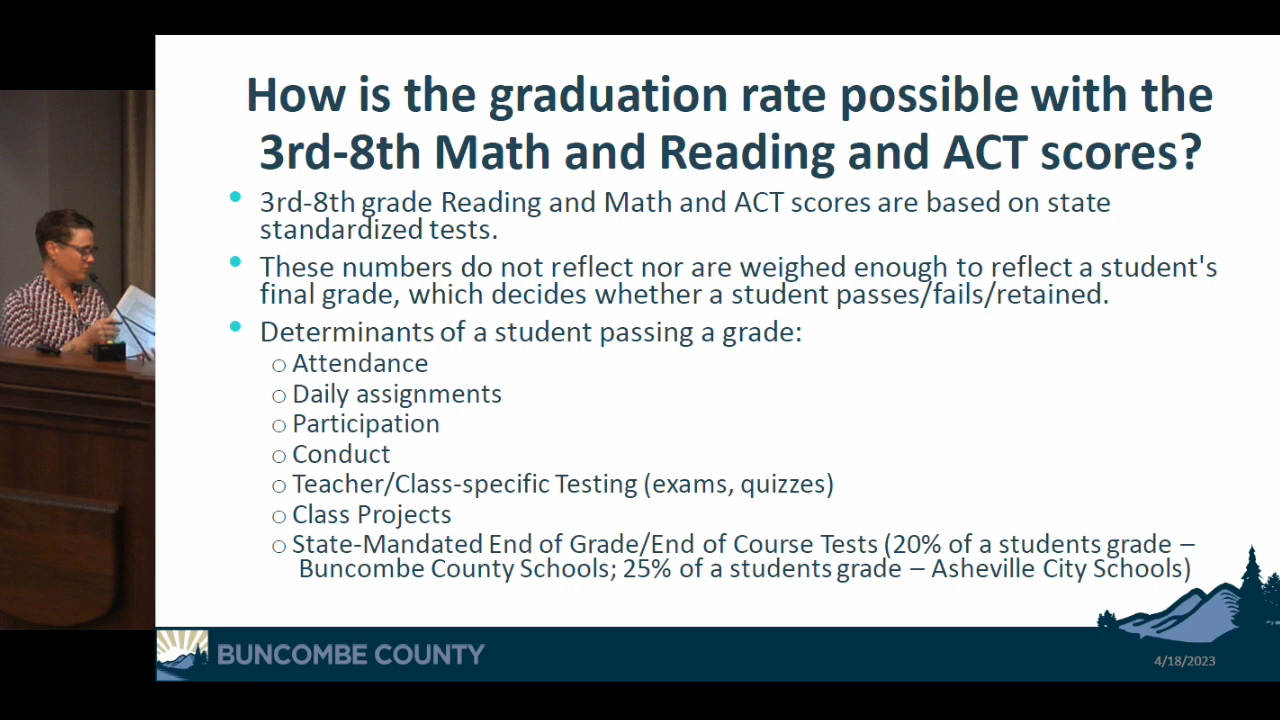 How is the graduation rate possible with the
3rd-8th Math and Reading and ACT scores?
• 3rd-8th grade Reading and Math and ACT scores are based on state
standardized tests.
• These numbers do not reflect nor are weighed enough to reflect a student's
final grade, which decides whether a student passes/fails/retained.
• Determinants of a student passing a grade:
○ Attendance
○ Daily assignments
○ Participation
○ Conduct
○ Teacher/Class-specific Testing (exams, quizzes)
○ Class Projects
○ State-Mandated End of Grade/End of Course Tests (20% of a students grade –
Buncombe County Schools; 25% of a students grade – Asheville City Schools)
BUNCOMBE COUNTY
4/18/2023